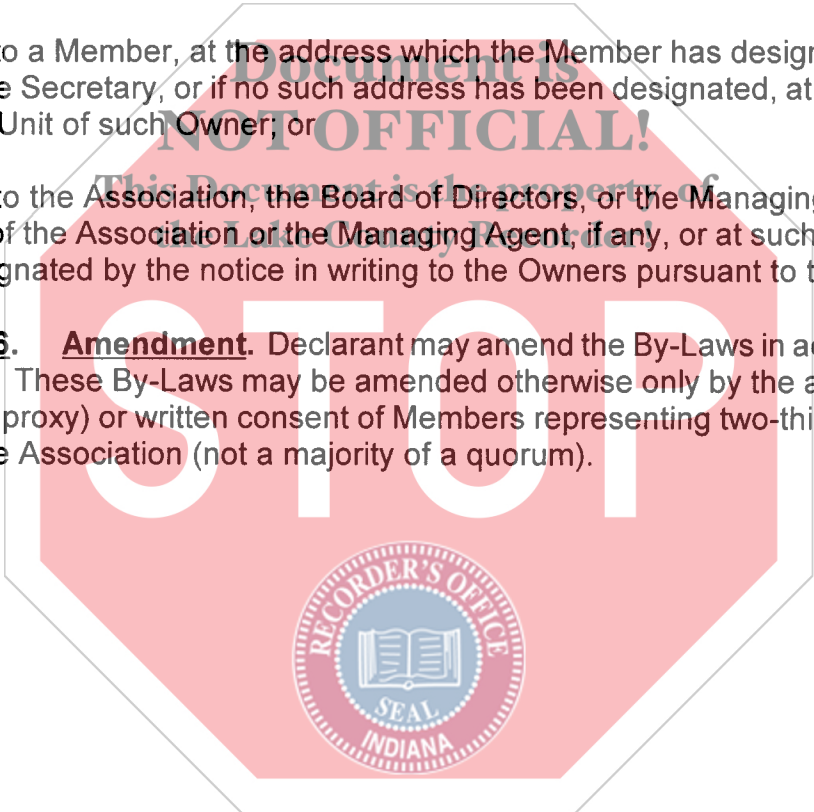 to a Member, at the address which the Member has design
e Secretary, or if no such address has been designated, at
Unit of such Owner; or
to the Association, the Board of Directors, or the Managing
of the Association or the Managing Agent, if any, or at such
gnated by the notice in writing to the Owners pursuant to t
6. Amendment. Declarant may amend the By-Laws in a
These By-Laws may be amended otherwise only by the a
proxy) or written consent of Members representing two-thi
e Association (not a majority of a quorum).
Document is
NOT OFFICIAL!
This Document is the property of
the Lake County Recorder!
STOP
RECORDER'S OFFICE
SEAL
INDIANA